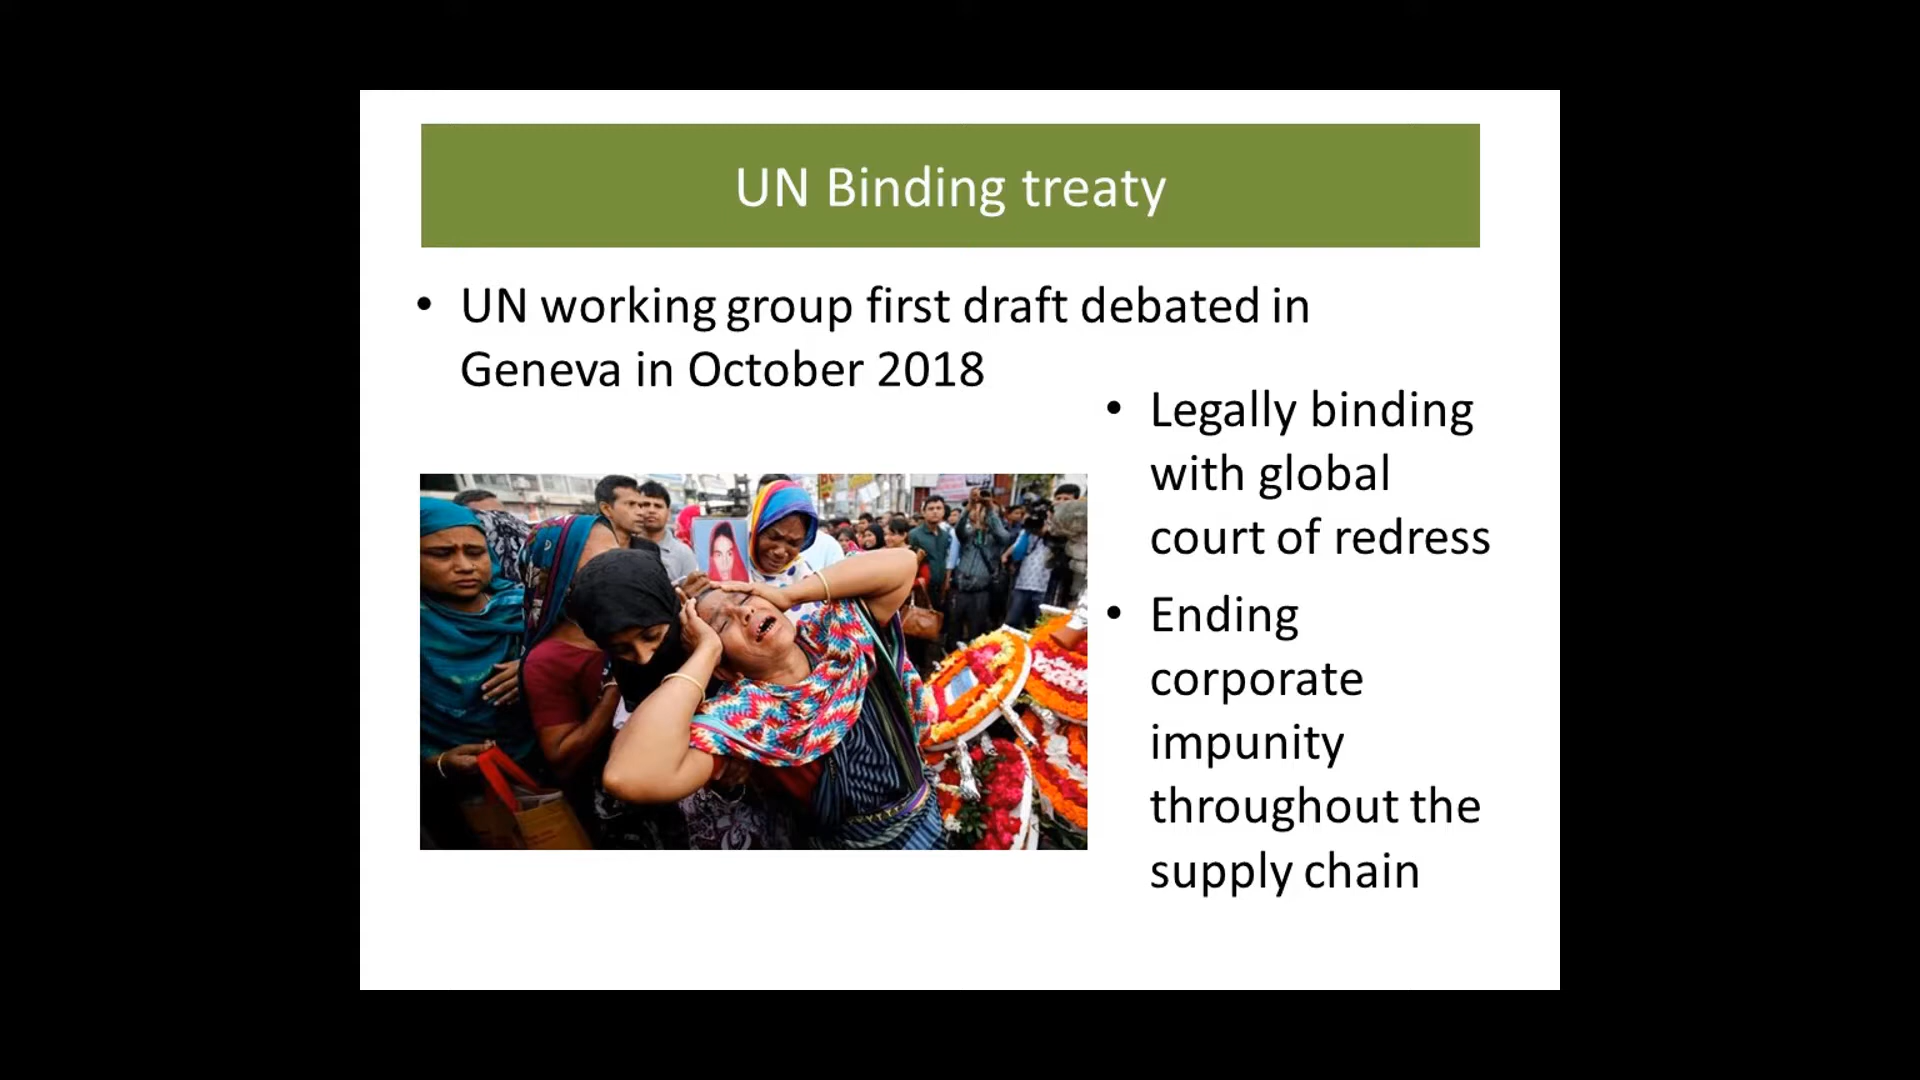 UN Binding treaty
• UN working group first draft debated in
Geneva in October 2018
• Legally binding
with global
court of redress
• Ending
corporate
impunity
throughout the
supply chain